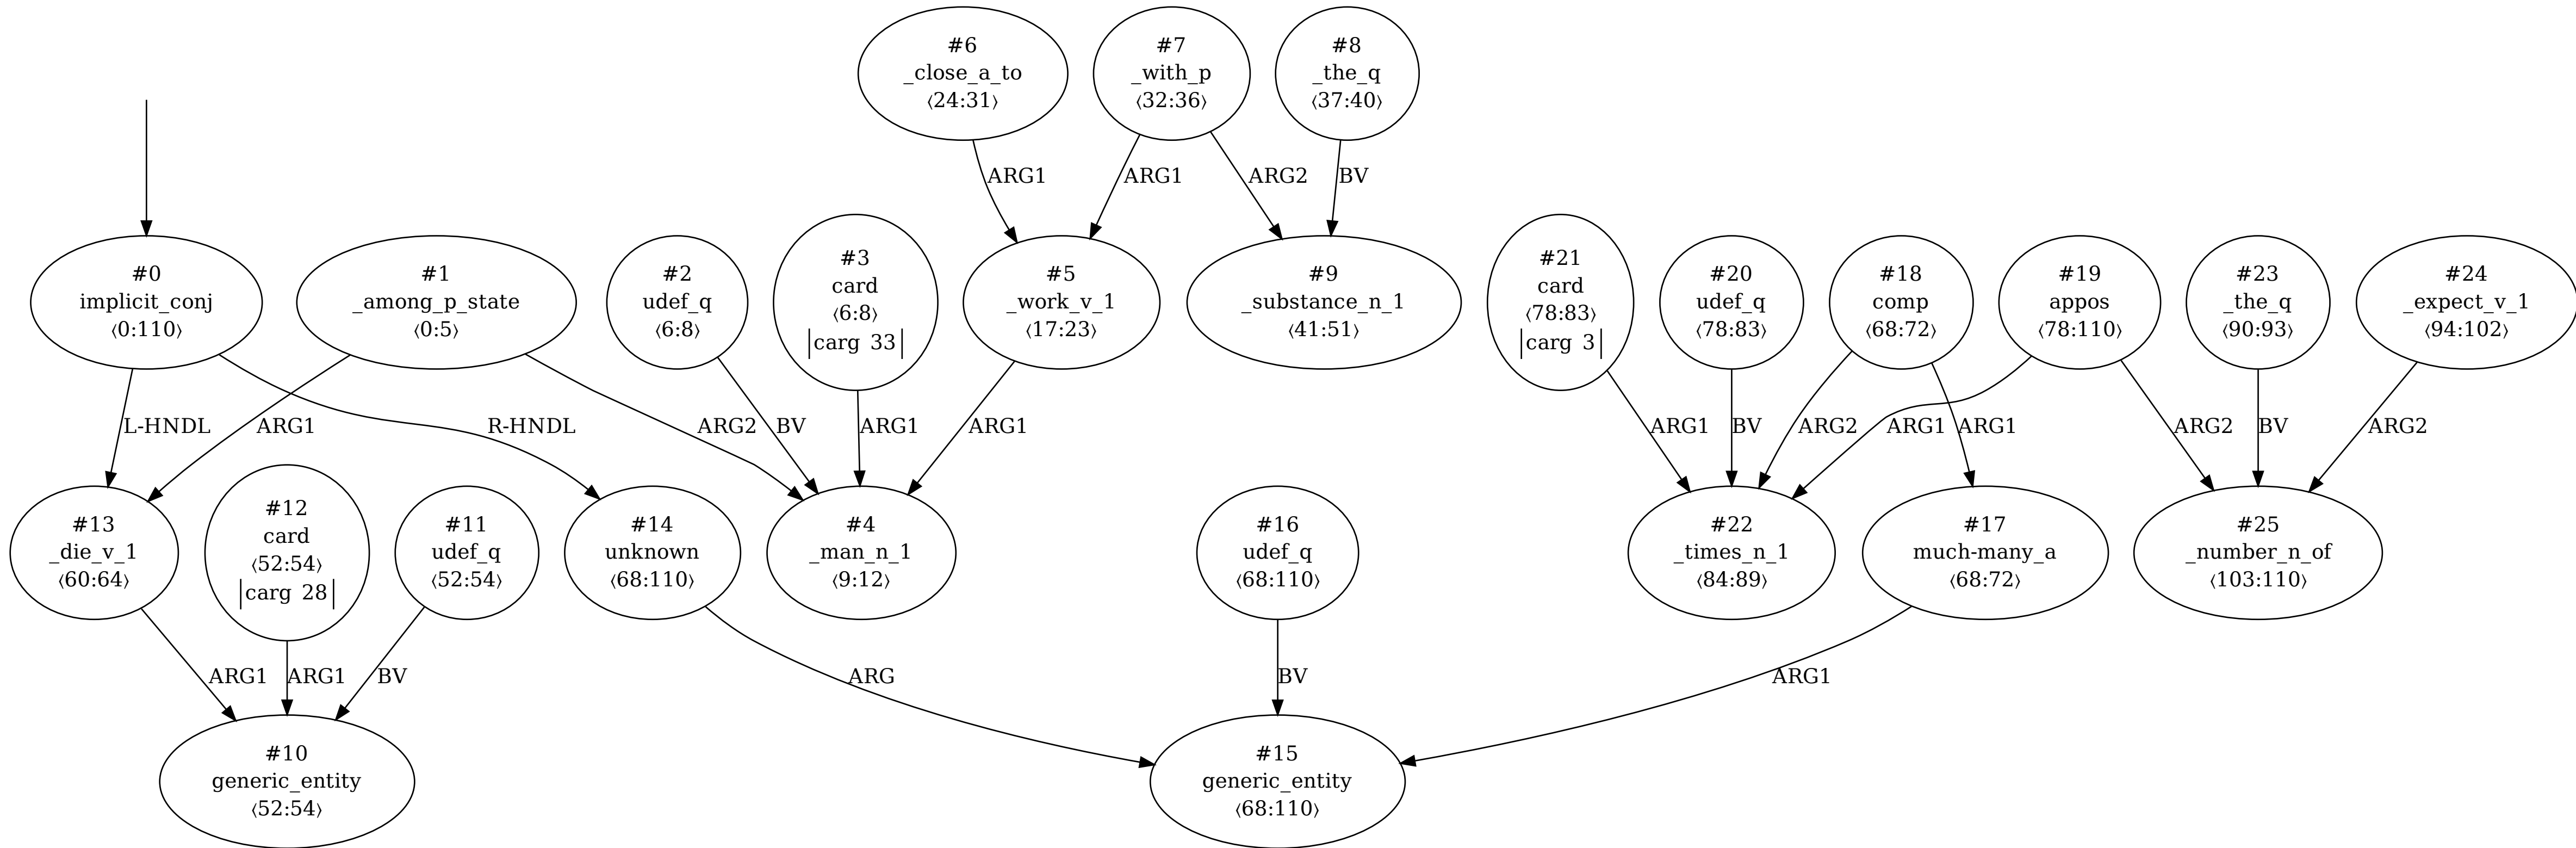 #6
_close_a_to
⟨24:31⟩
#7
_with_p
⟨32:36⟩
#8
_the_q
⟨37:40⟩
ARG1
ARG1
ARG2
BV
#0
implicit_conj
⟨0:110⟩
#1
_among_p_state
⟨0:5⟩
#2
udef_q
⟨6:8⟩
#3
card
⟨6:8⟩
|carg 33|
#5
_work_v_1
⟨17:23⟩
#9
_substance_n_1
⟨41:51⟩
#21
card
⟨78:83⟩
|carg 3|
#20
udef_q
⟨78:83⟩
#18
comp
⟨68:72⟩
#19
appos
⟨78:110⟩
#23
_the_q
⟨90:93⟩
#24
_expect_v_1
⟨94:102⟩
L-HNDL
ARG1
R-HNDL
ARG2
BV
ARG1
ARG1
ARG1
BV
ARG2
ARG1
ARG1
ARG2
BV
ARG2
#13
_die_v_1
⟨60:64⟩
#12
card
⟨52:54⟩
|carg 28|
#11
udef_q
⟨52:54⟩
#14
unknown
⟨68:110⟩
#4
_man_n_1
⟨9:12⟩
#16
udef_q
⟨68:110⟩
#22
_times_n_1
⟨84:89⟩
#17
much-many_a
⟨68:72⟩
#25
_number_n_of
⟨103:110⟩
ARG1
ARG1
BV
ARG
BV
ARG1
#10
generic_entity
⟨52:54⟩
#15
generic_entity
⟨68:110⟩